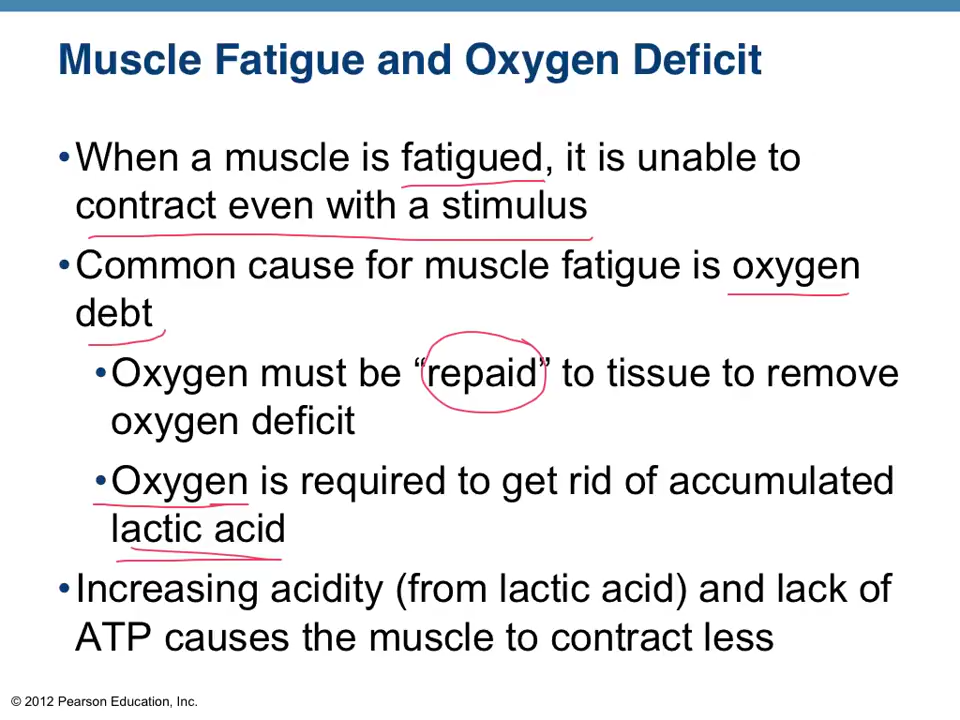 Muscle Fatigue and Oxygen Deficit
•When a muscle is fatigued, it is unable to
contract even with a stimulus
•Common cause for muscle fatigue is oxygen
debt
•Oxygen must be “repaid” to tissue to remove
oxygen deficit
•Oxygen is required to get rid of accumulated
lactic acid
•Increasing acidity (from lactic acid) and lack of
ATP causes the muscle to contract less
© 2012 Pearson Education, Inc.